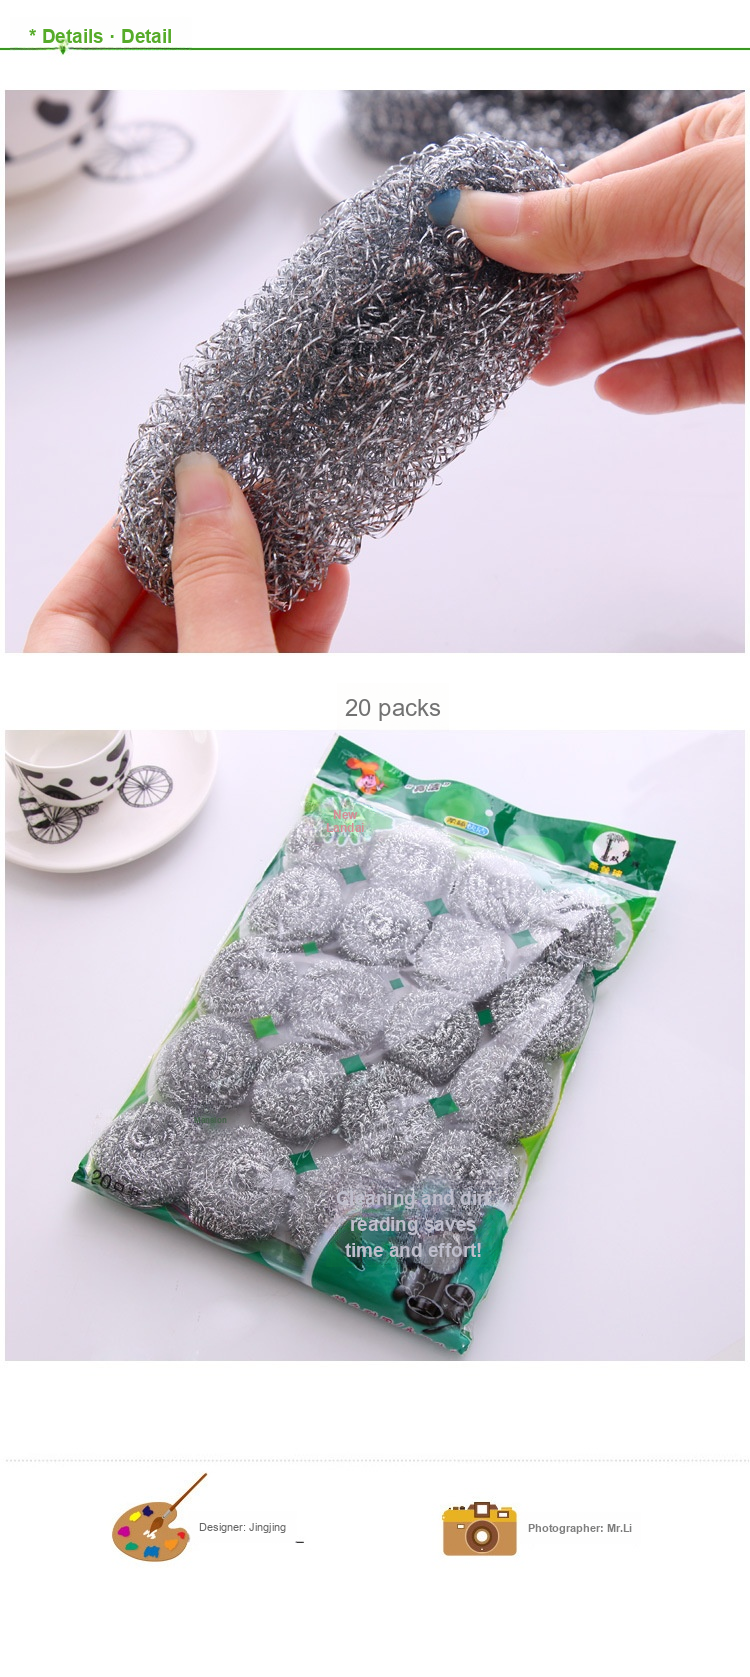 * Details · Detail
20 packs
New
Cleaning and dirt
reading saves
time and effort!
Designer: Jingjing
Photographer: Mr.Li